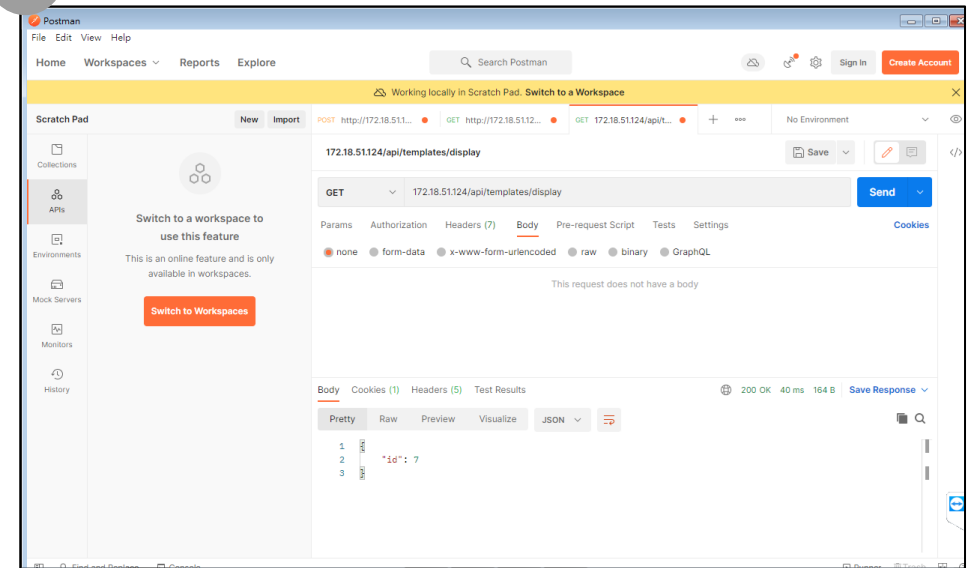 Postman
File Edit View Help
Home Workspaces Reports Explore Search Postman Sign In Create Account
Working locally in Scratch Pad. Switch to a Workspace
Scratch Pad New Import POST http://172.18.51.1... GET http://172.18.51.12... GET 172.18.51.124/api/t... + ooo No Environment
Collections
APIs
Environments
Mock Servers
Monitors
History
Switch to a workspace to
use this feature
This is an online feature and is only
available in workspaces.
Switch to Workspaces
172.18.51.124/api/templates/display Save
GET 172.18.51.124/api/templates/display Send
Params Authorization Headers (7) Body Pre-request Script Tests Settings Cookies
none form-data x-www-form-urlencoded raw binary GraphQL
This request does not have a body
Body Cookies (1) Headers (5) Test Results 200 OK 40 ms 164 B Save Response
Pretty Raw Preview Visualize JSON
1
2 "id": 7
3
Find and Replace Console Runner Trash